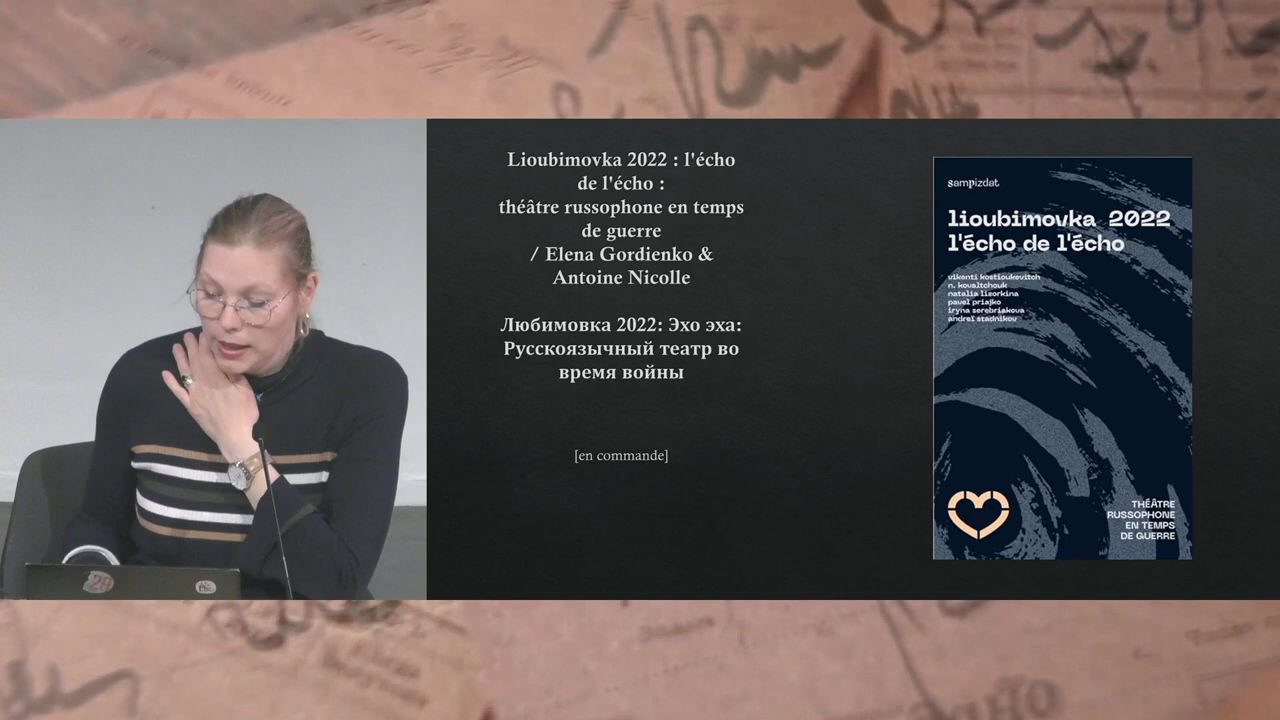 Lioubimovka 2022 : l'écho
de l'écho :
théâtre russophone en temps
de guerre
/ Elena Gordienko &
Antoine Nicolle
Любимовка 2022: Эхо эха:
Русскоязычный театр во
время войны
[en commande]
sampizdat
lioubimovka 2022
l'écho de l'écho
vikenti kostioukevitch
n. kovaltchouk
natalia lizorkina
pavel priajko
iryna serebriakova
andreï stadnikov
THÉÂTRE
RUSSOPHONE
EN TEMPS
DE GUERRE